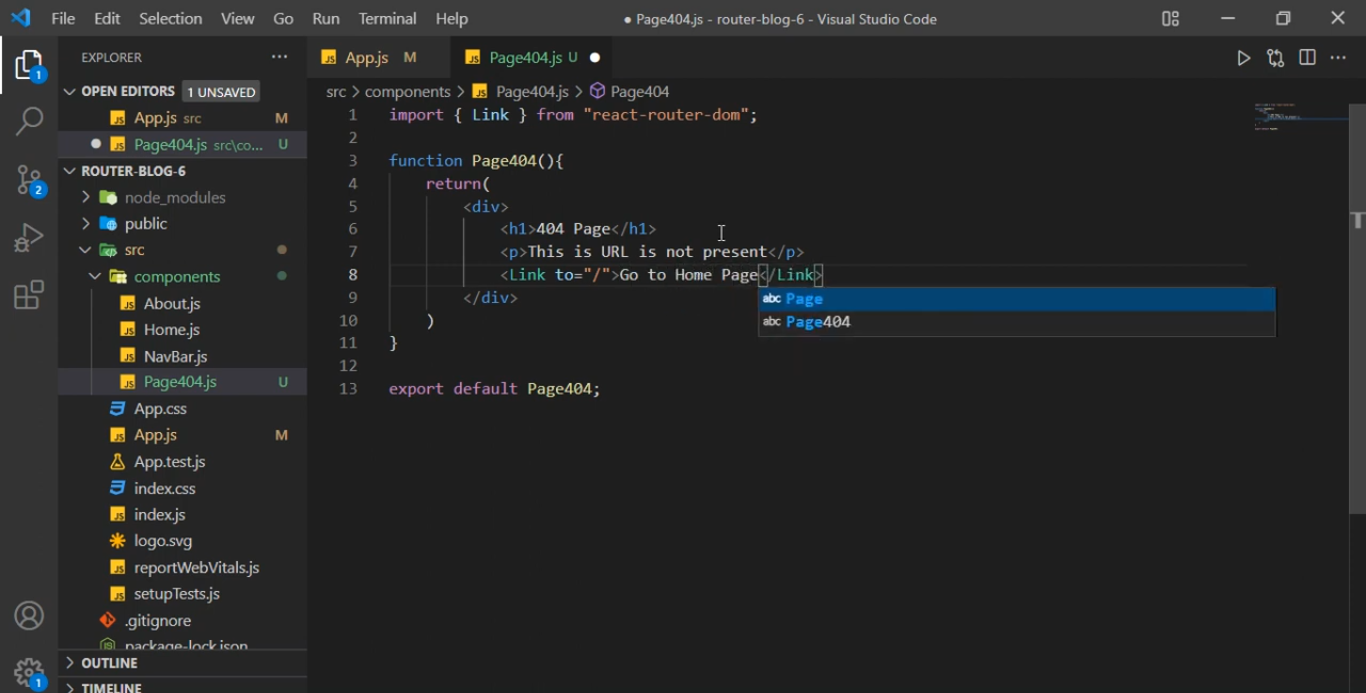 File Edit Selection View Go Run Terminal Help
● Page404.js - router-blog-6 - Visual Studio Code
EXPLORER
OPEN EDITORS 1 UNSAVED
App.js src M
Page404.js src\co... U
ROUTER-BLOG-6
node_modules
public
src
components
About.js
Home.js
NavBar.js
Page404.js U
App.css
App.js M
App.test.js
index.css
index.js
logo.svg
reportWebVitals.js
setupTests.js
.gitignore
package-lock.json
OUTLINE
TIMELINE
1
2
2
1
App.js M
Page404.js U
src > components > Page404.js > Page404
1 import { Link } from "react-router-dom";
2
3 function Page404(){
4 return(
5 <div>
6 <h1>404 Page</h1>
7 <p>This is URL is not present</p>
8 <Link to="/">Go to Home Page</Link>
9 </div>
10 )
11 }
12
13 export default Page404;
abc Page
abc Page404